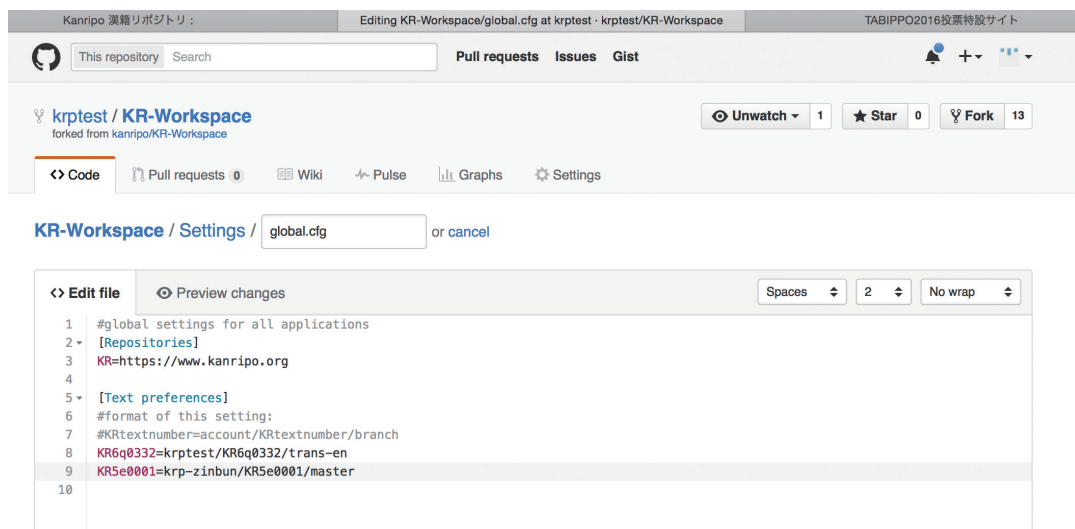 Kanripo 漢籍リポジトリ : Editing KR-Workspace/global.cfg at krptest · krptest/KR-Workspace TABIPPO2016投票特設サイト
This repository Search Pull requests Issues Gist
krptest / KR-Workspace Unwatch 1 Star 0 Fork 13
forked from kanripo/KR-Workspace
<> Code Pull requests 0 Wiki Pulse Graphs Settings
KR-Workspace / Settings / global.cfg or cancel
<> Edit file Preview changes Spaces 2 No wrap
1 #global settings for all applications
2 [Repositories]
3 KR=https://www.kanripo.org
4
5 [Text preferences]
6 #format of this setting:
7 #KRtextnumber=account/KRtextnumber/branch
8 KR6q0332=krptest/KR6q0332/trans-en
9 KR5e0001=krp-zinbun/KR5e0001/master
10